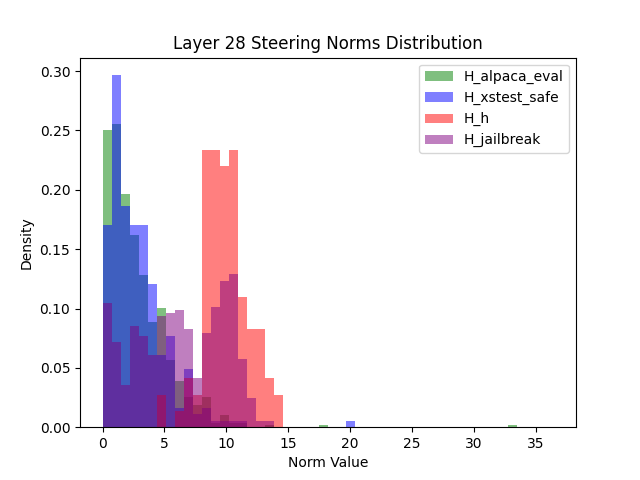 Layer 28 Steering Norms Distribution
H_alpaca_eval
H_xstest_safe
H_h
H_jailbreak
Density
0.30
0.25
0.20
0.15
0.10
0.05
0.00
0 5 10 15 20 25 30 35
Norm Value